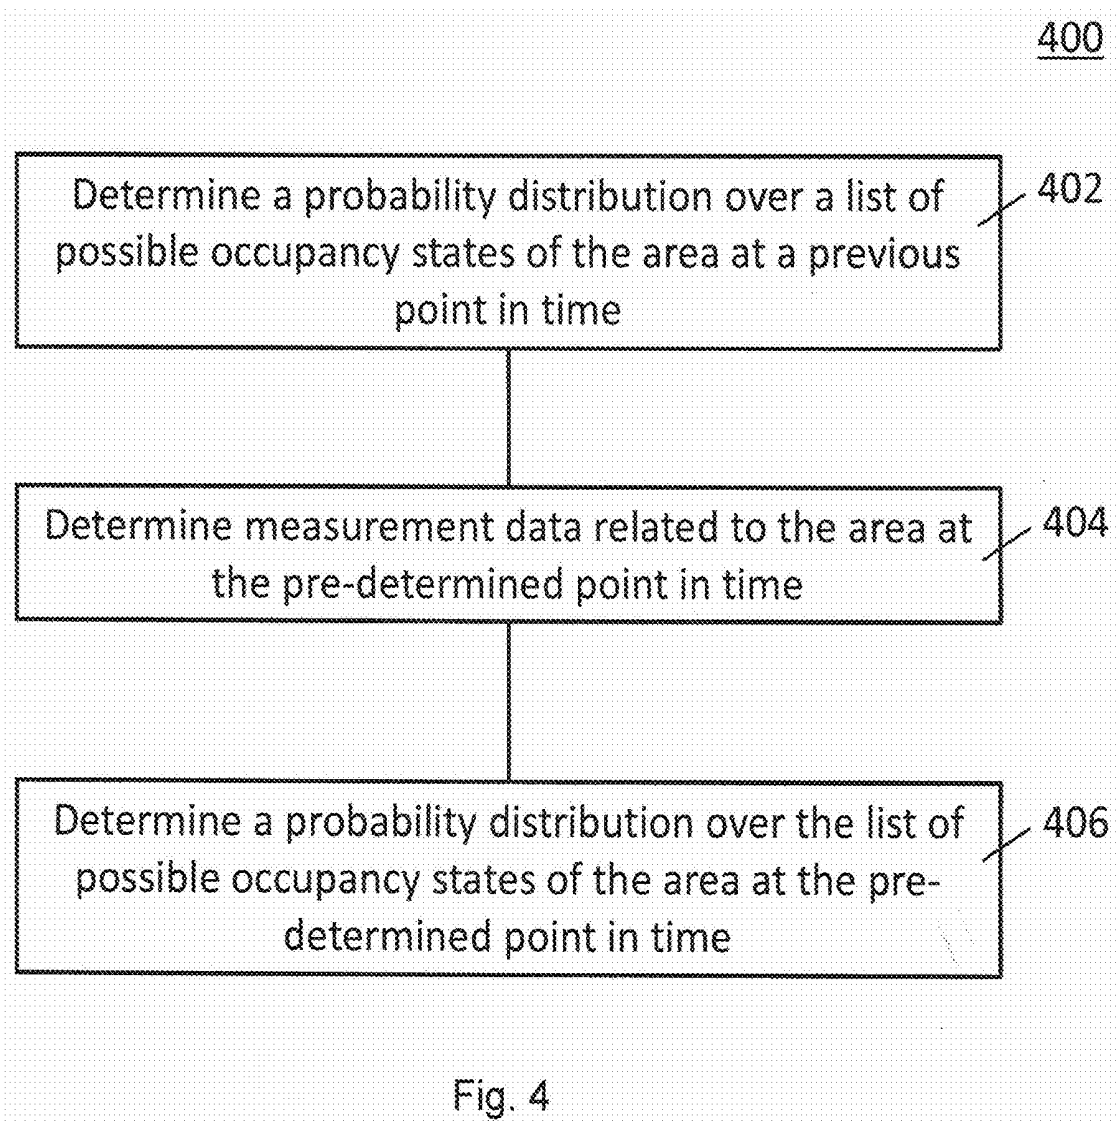 400
Determine a probability distribution over a list of
possible occupancy states of the area at a previous
point in time
402
Determine measurement data related to the area at
the pre-determined point in time
404
Determine a probability distribution over the list of
possible occupancy states of the area at the pre-
determined point in time
406
Fig. 4